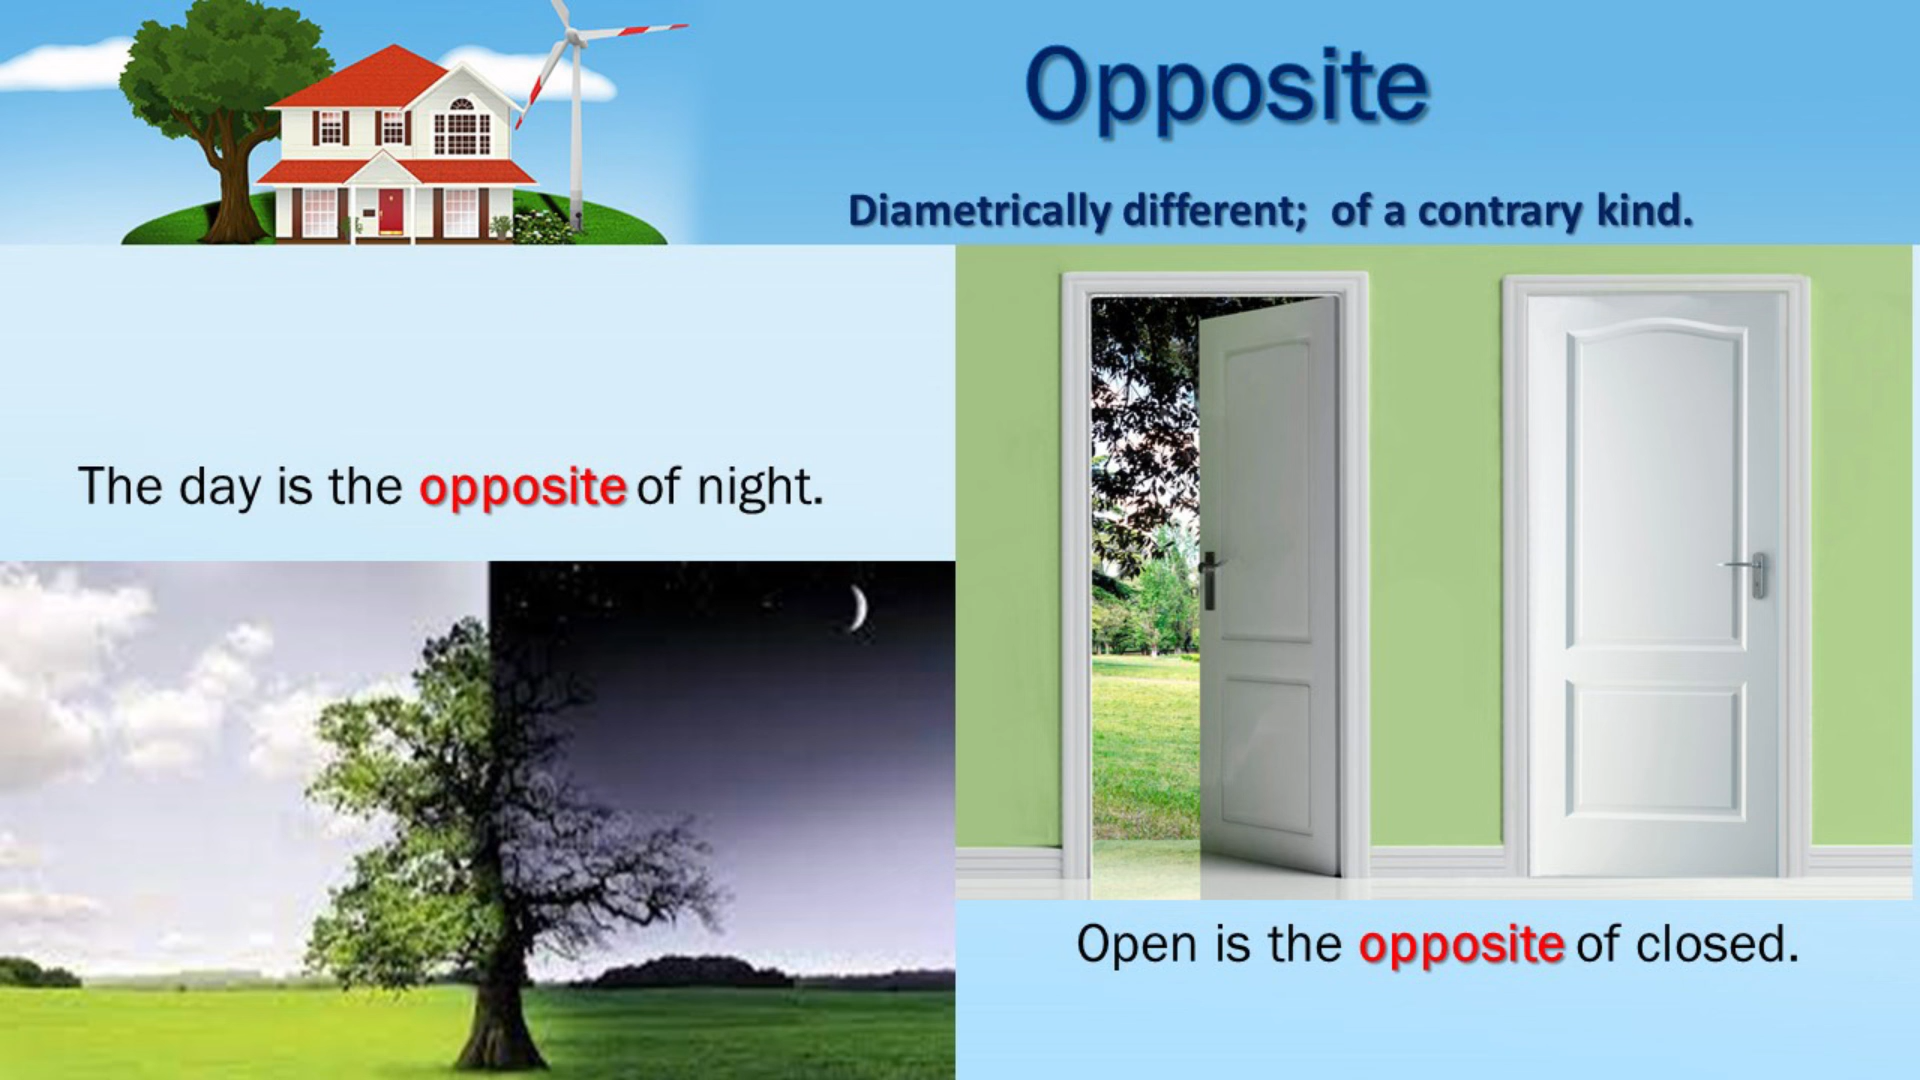 Opposite
Diametrically different; of a contrary kind.
The day is the opposite of night.
Open is the opposite of closed.